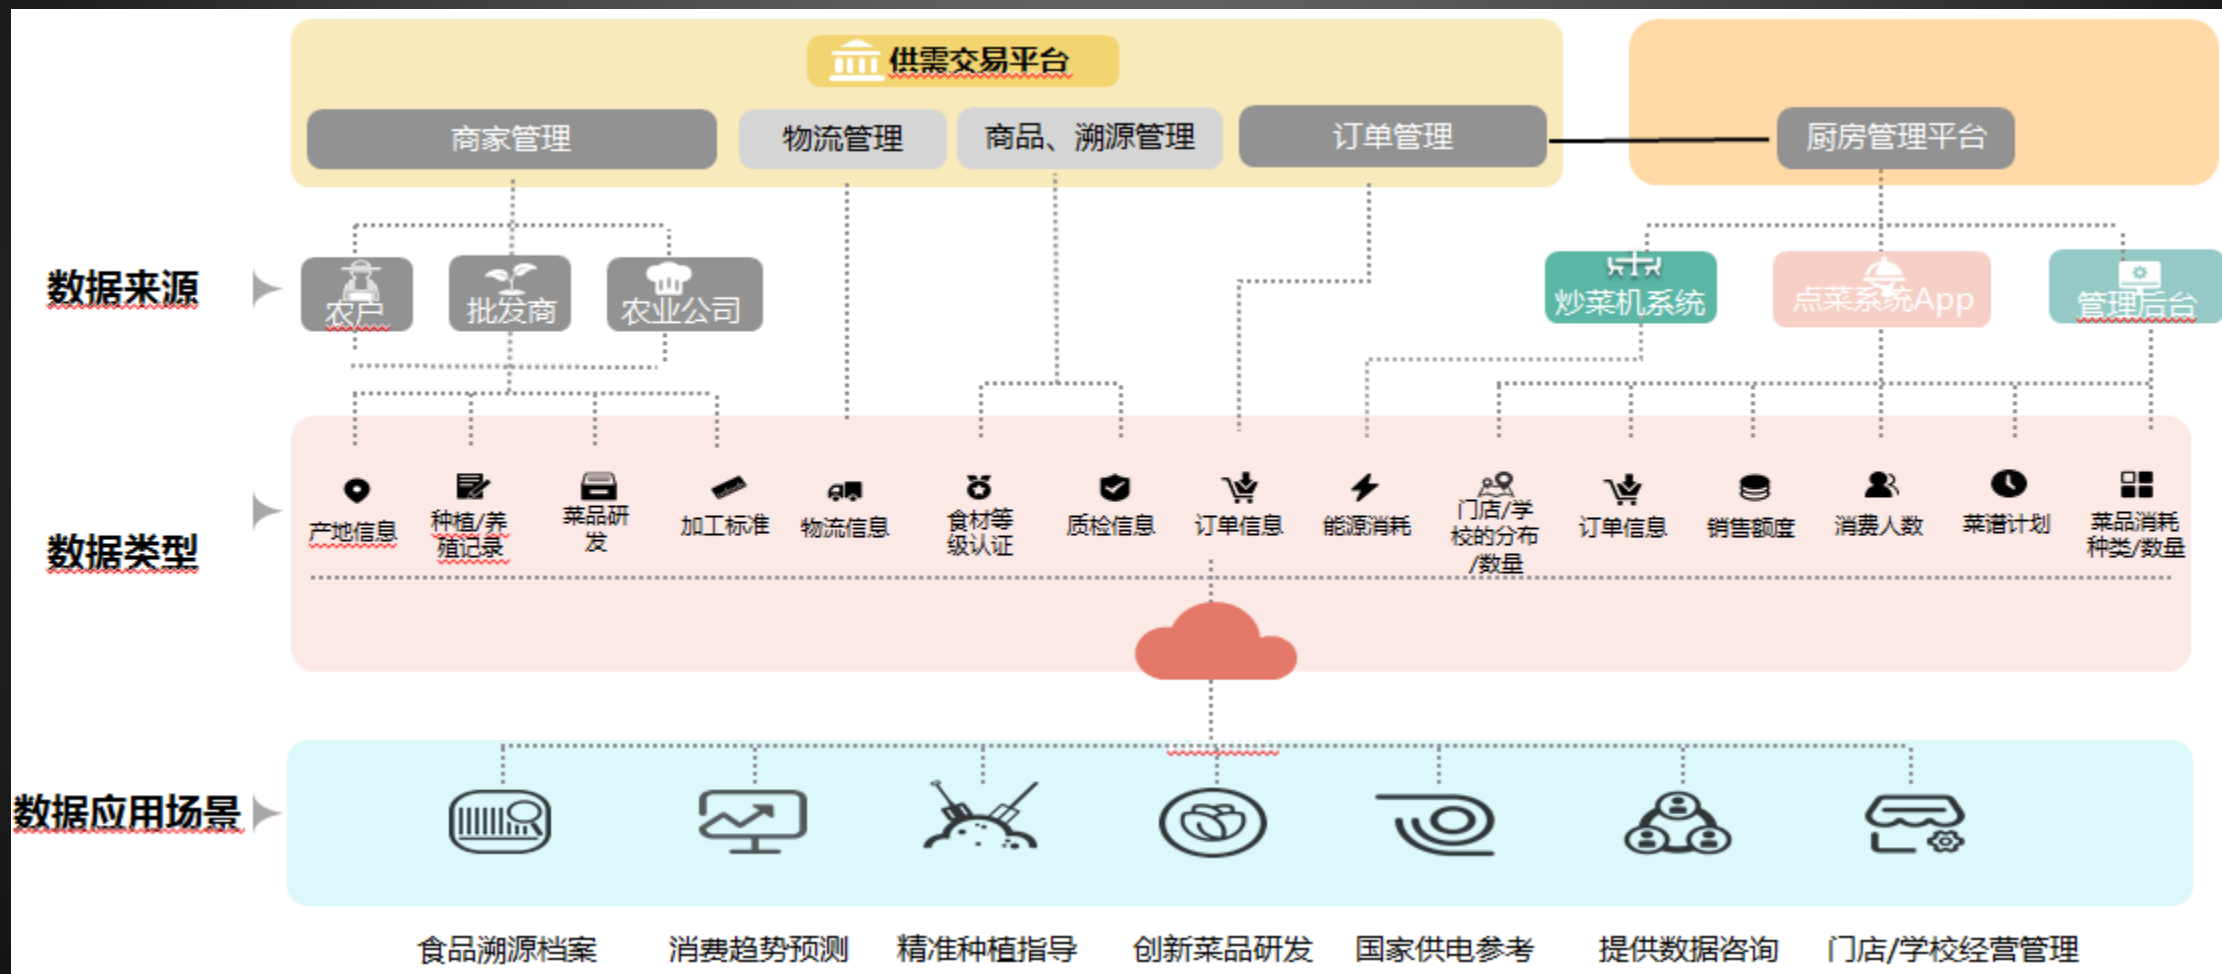 供需交易平台
商家管理
物流管理
商品、溯源管理
订单管理
厨房管理平台
数据来源
农户
批发商
农业公司
炒菜机系统
点菜系统App
管理后台
数据类型
产地信息
种植/养
殖记录
菜品研
发
加工标准
物流信息
食材等
级认证
质检信息
订单信息
能源消耗
门店/学
校的分布
/数量
订单信息
销售额度
消费人数
菜谱计划
菜品消耗
种类/数量
数据应用场景
食品溯源档案
消费趋势预测
精准种植指导
创新菜品研发
国家供电参考
提供数据咨询
门店/学校经营管理